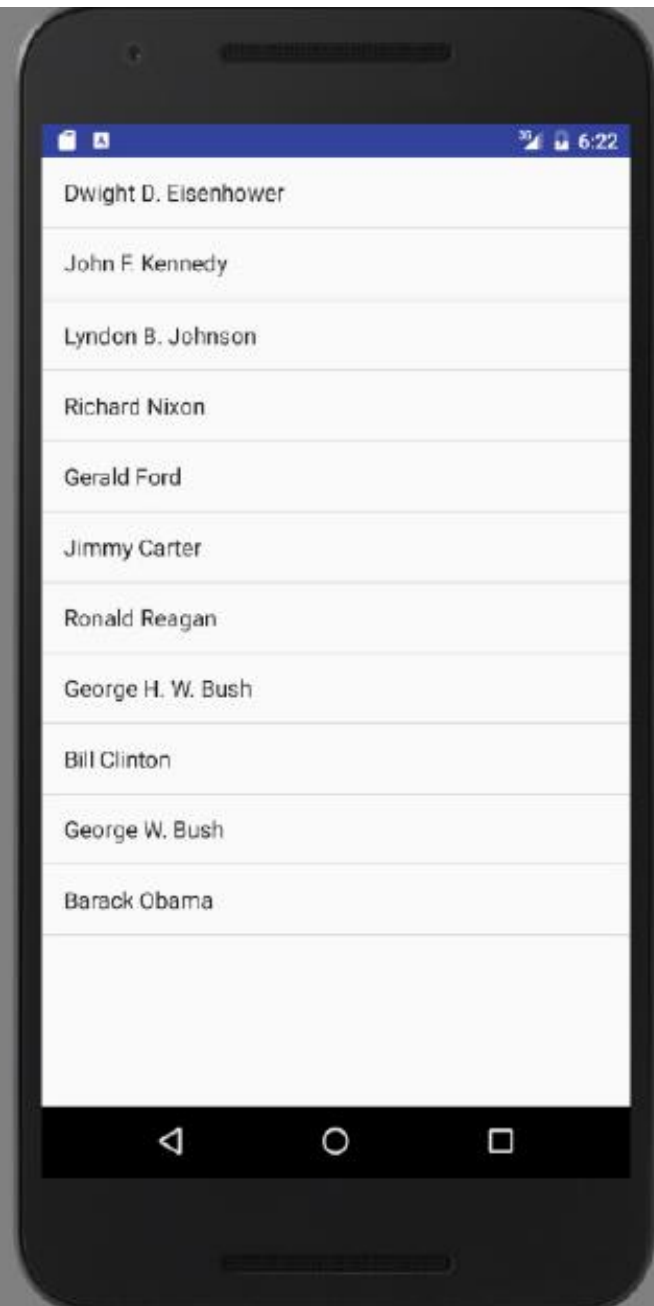 3G 6:22
Dwight D. Eisenhower
John F. Kennedy
Lyndon B. Johnson
Richard Nixon
Gerald Ford
Jimmy Carter
Ronald Reagan
George H. W. Bush
Bill Clinton
George W. Bush
Barack Obama